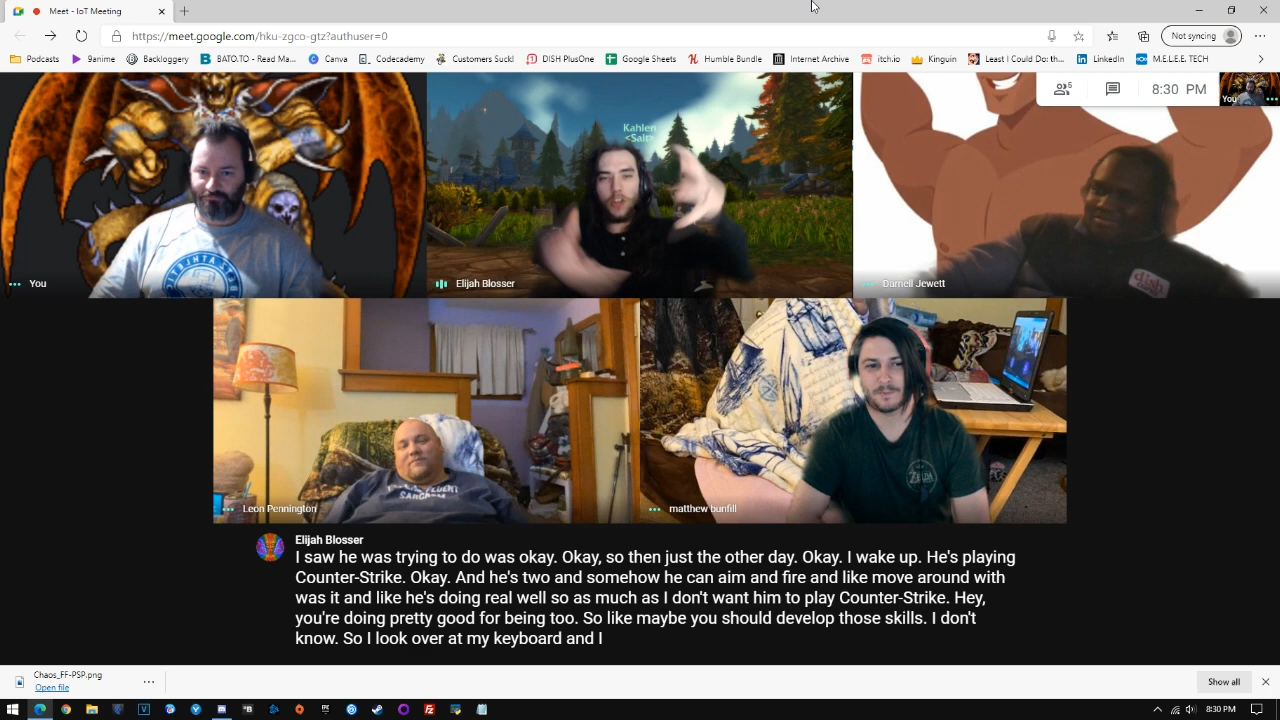 Meet - IoT Meeting
https://meet.google.com/hku-zgco-gtz?authuser=0
Not syncing
Podcasts 9anime Backloggery BATO.TO - Read Ma... Canva Codecademy Customers Suck! DISH PlusOne Google Sheets Humble Bundle Internet Archive itch.io Kinguin Least I Could Do: th... LinkedIn M.E.L.E.E. TECH
6 8:30 PM
You
Kahlen
<Salt>
dish
You
Elijah Blosser
Darnell Jewett
ZELDA
SARCASM
Leon Pennington
matthew bunfill
Elijah Blosser
I saw he was trying to do was okay. Okay, so then just the other day. Okay. I wake up. He's playing
Counter-Strike. Okay. And he's two and somehow he can aim and fire and like move around with
was it and like he's doing real well so as much as I don't want him to play Counter-Strike. Hey,
you're doing pretty good for being too. So like maybe you should develop those skills. I don't
know. So I look over at my keyboard and I
Chaos_FF-PSP.png
Open file
Show all
8:30 PM